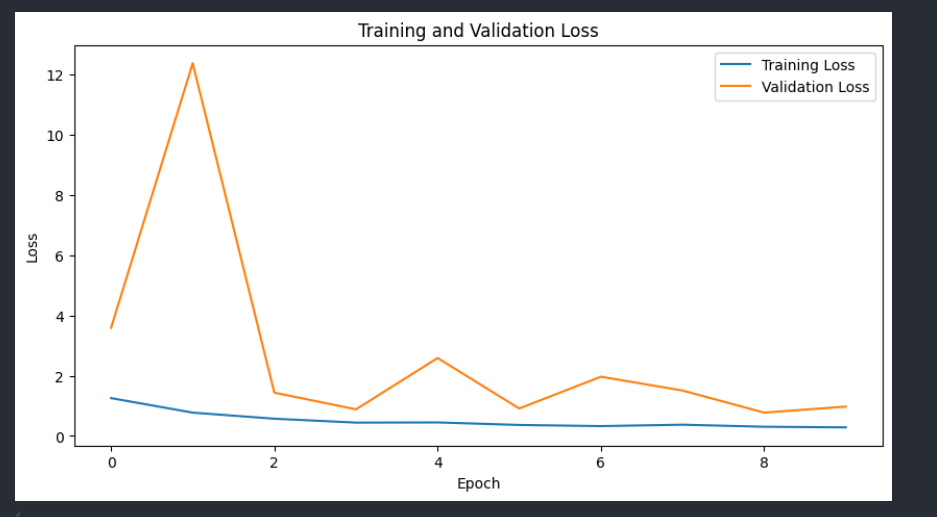 Training and Validation Loss
Training Loss
Validation Loss
12
10
8
6
4
2
0
Loss
0 2 4 6 8
Epoch